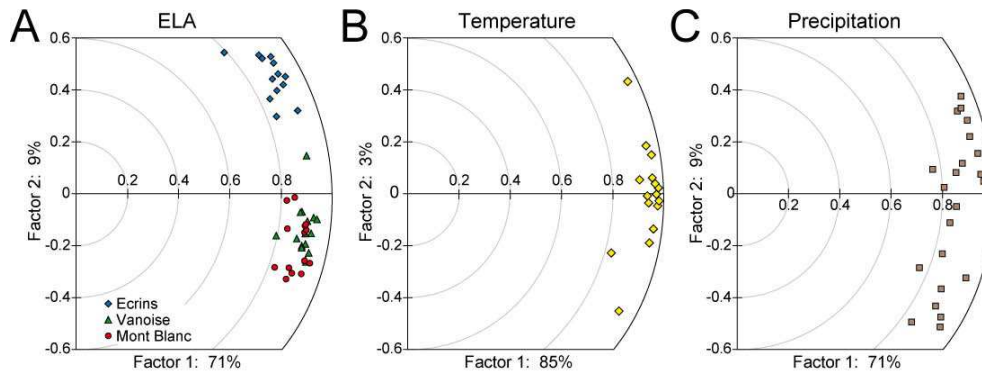 A ELA
0.6
0.4
0.2
0
-0.2
-0.4
-0.6
Factor 2: 9%
0.2 0.4 0.6 0.8
Ecrins
Vanoise
Mont Blanc
Factor 1: 71%
B Temperature
0.6
0.4
0.2
0
-0.2
-0.4
-0.6
Factor 2: 3%
0.2 0.4 0.6 0.8
Factor 1: 85%
C Precipitation
0.6
0.4
0.2
0
-0.2
-0.4
-0.6
Factor 2: 9%
0.2 0.4 0.6 0.8
Factor 1: 71%